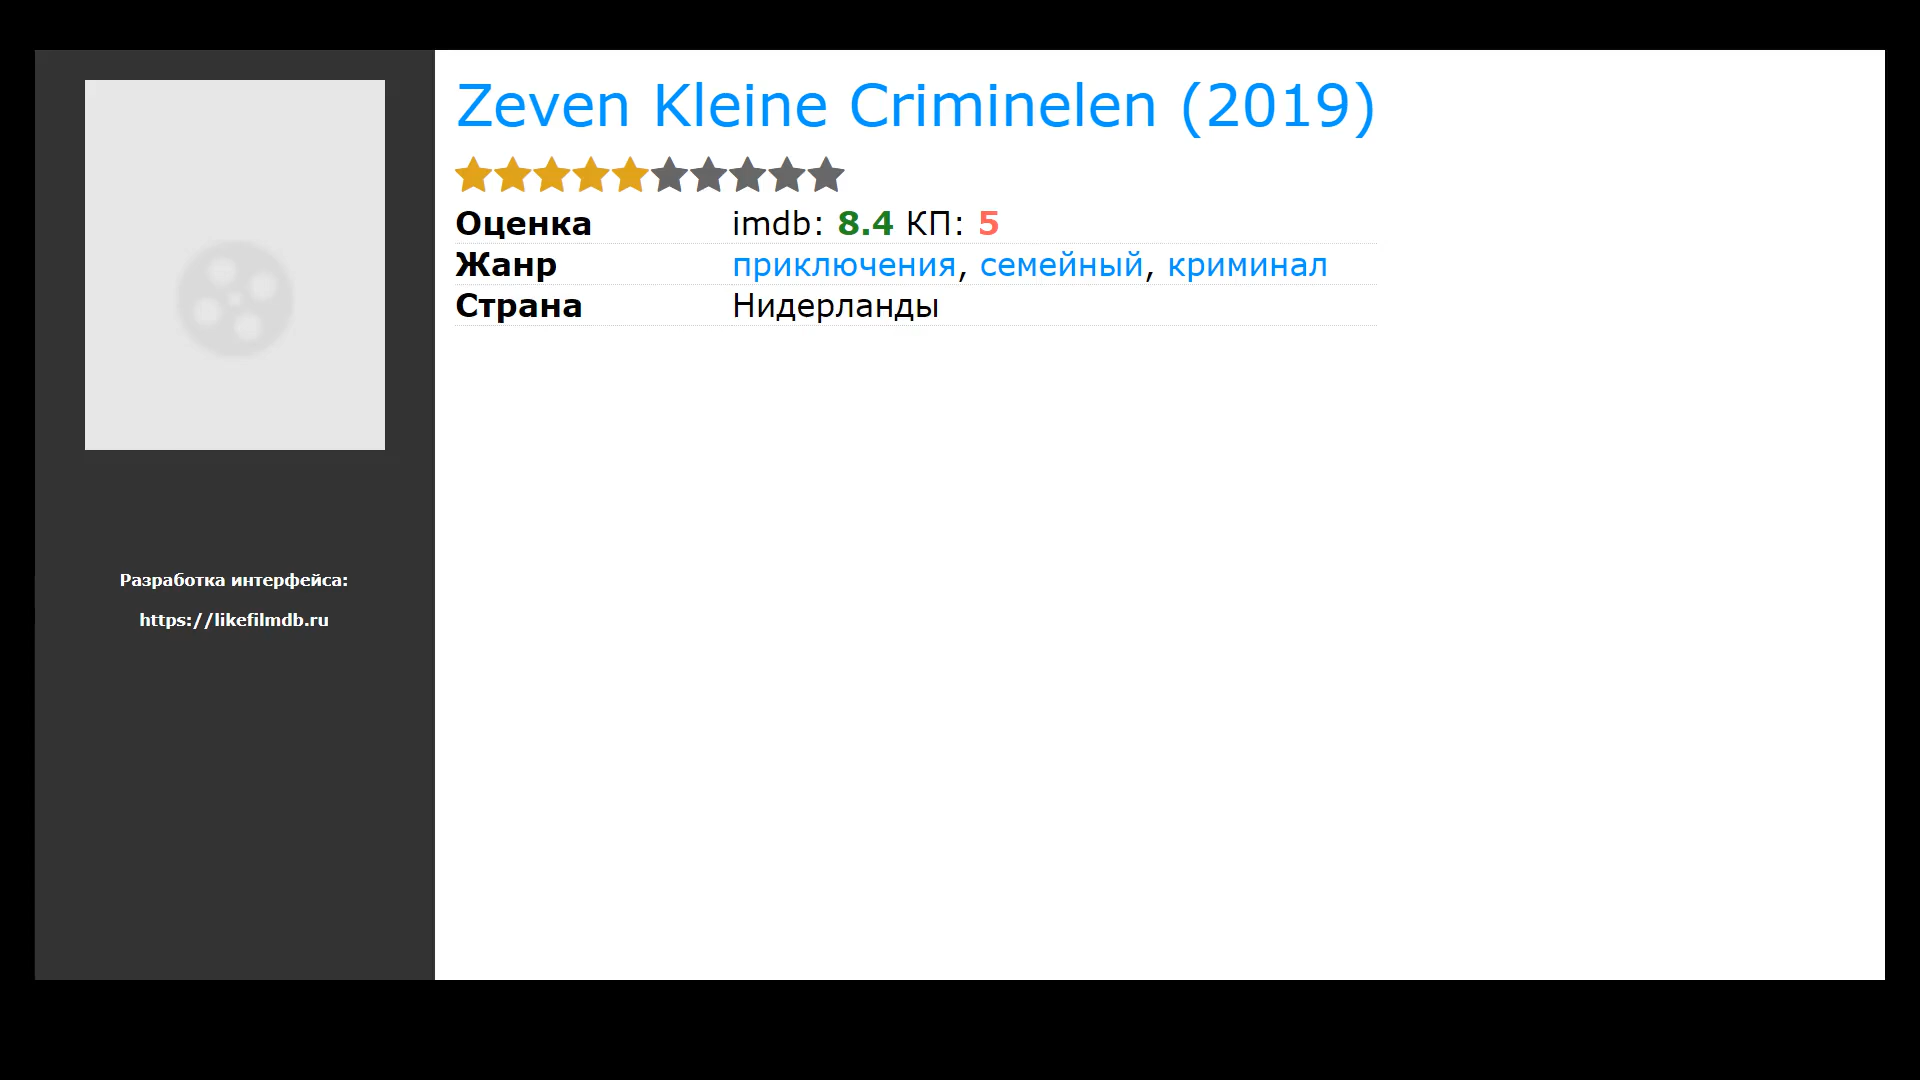 Zeven Kleine Criminelen (2019)
Оценка imdb: 8.4 КП: 5
Жанр приключения, семейный, криминал
Страна Нидерланды
Разработка интерфейса:
https://likefilmdb.ru